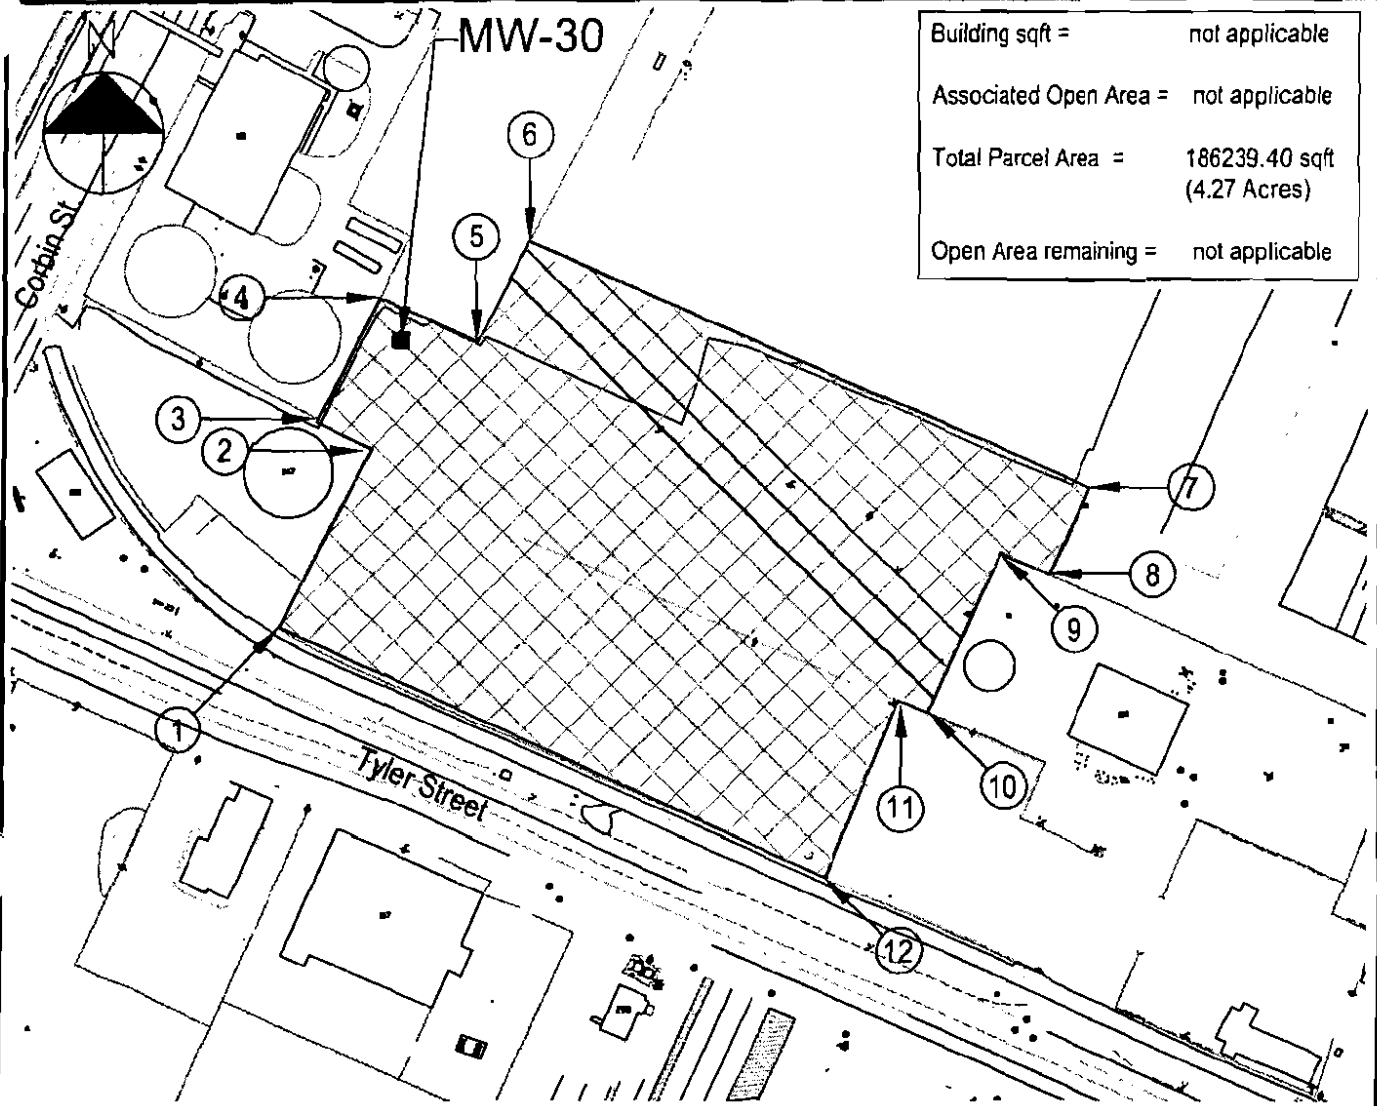 MW-30
Building sqft = not applicable
Associated Open Area = not applicable
Total Parcel Area = 186239.40 sqft
(4.27 Acres)
Open Area remaining = not applicable
N
6
5
4
3
2
7
8
9
10
11
12
1
Corbin St.
Tyler Street